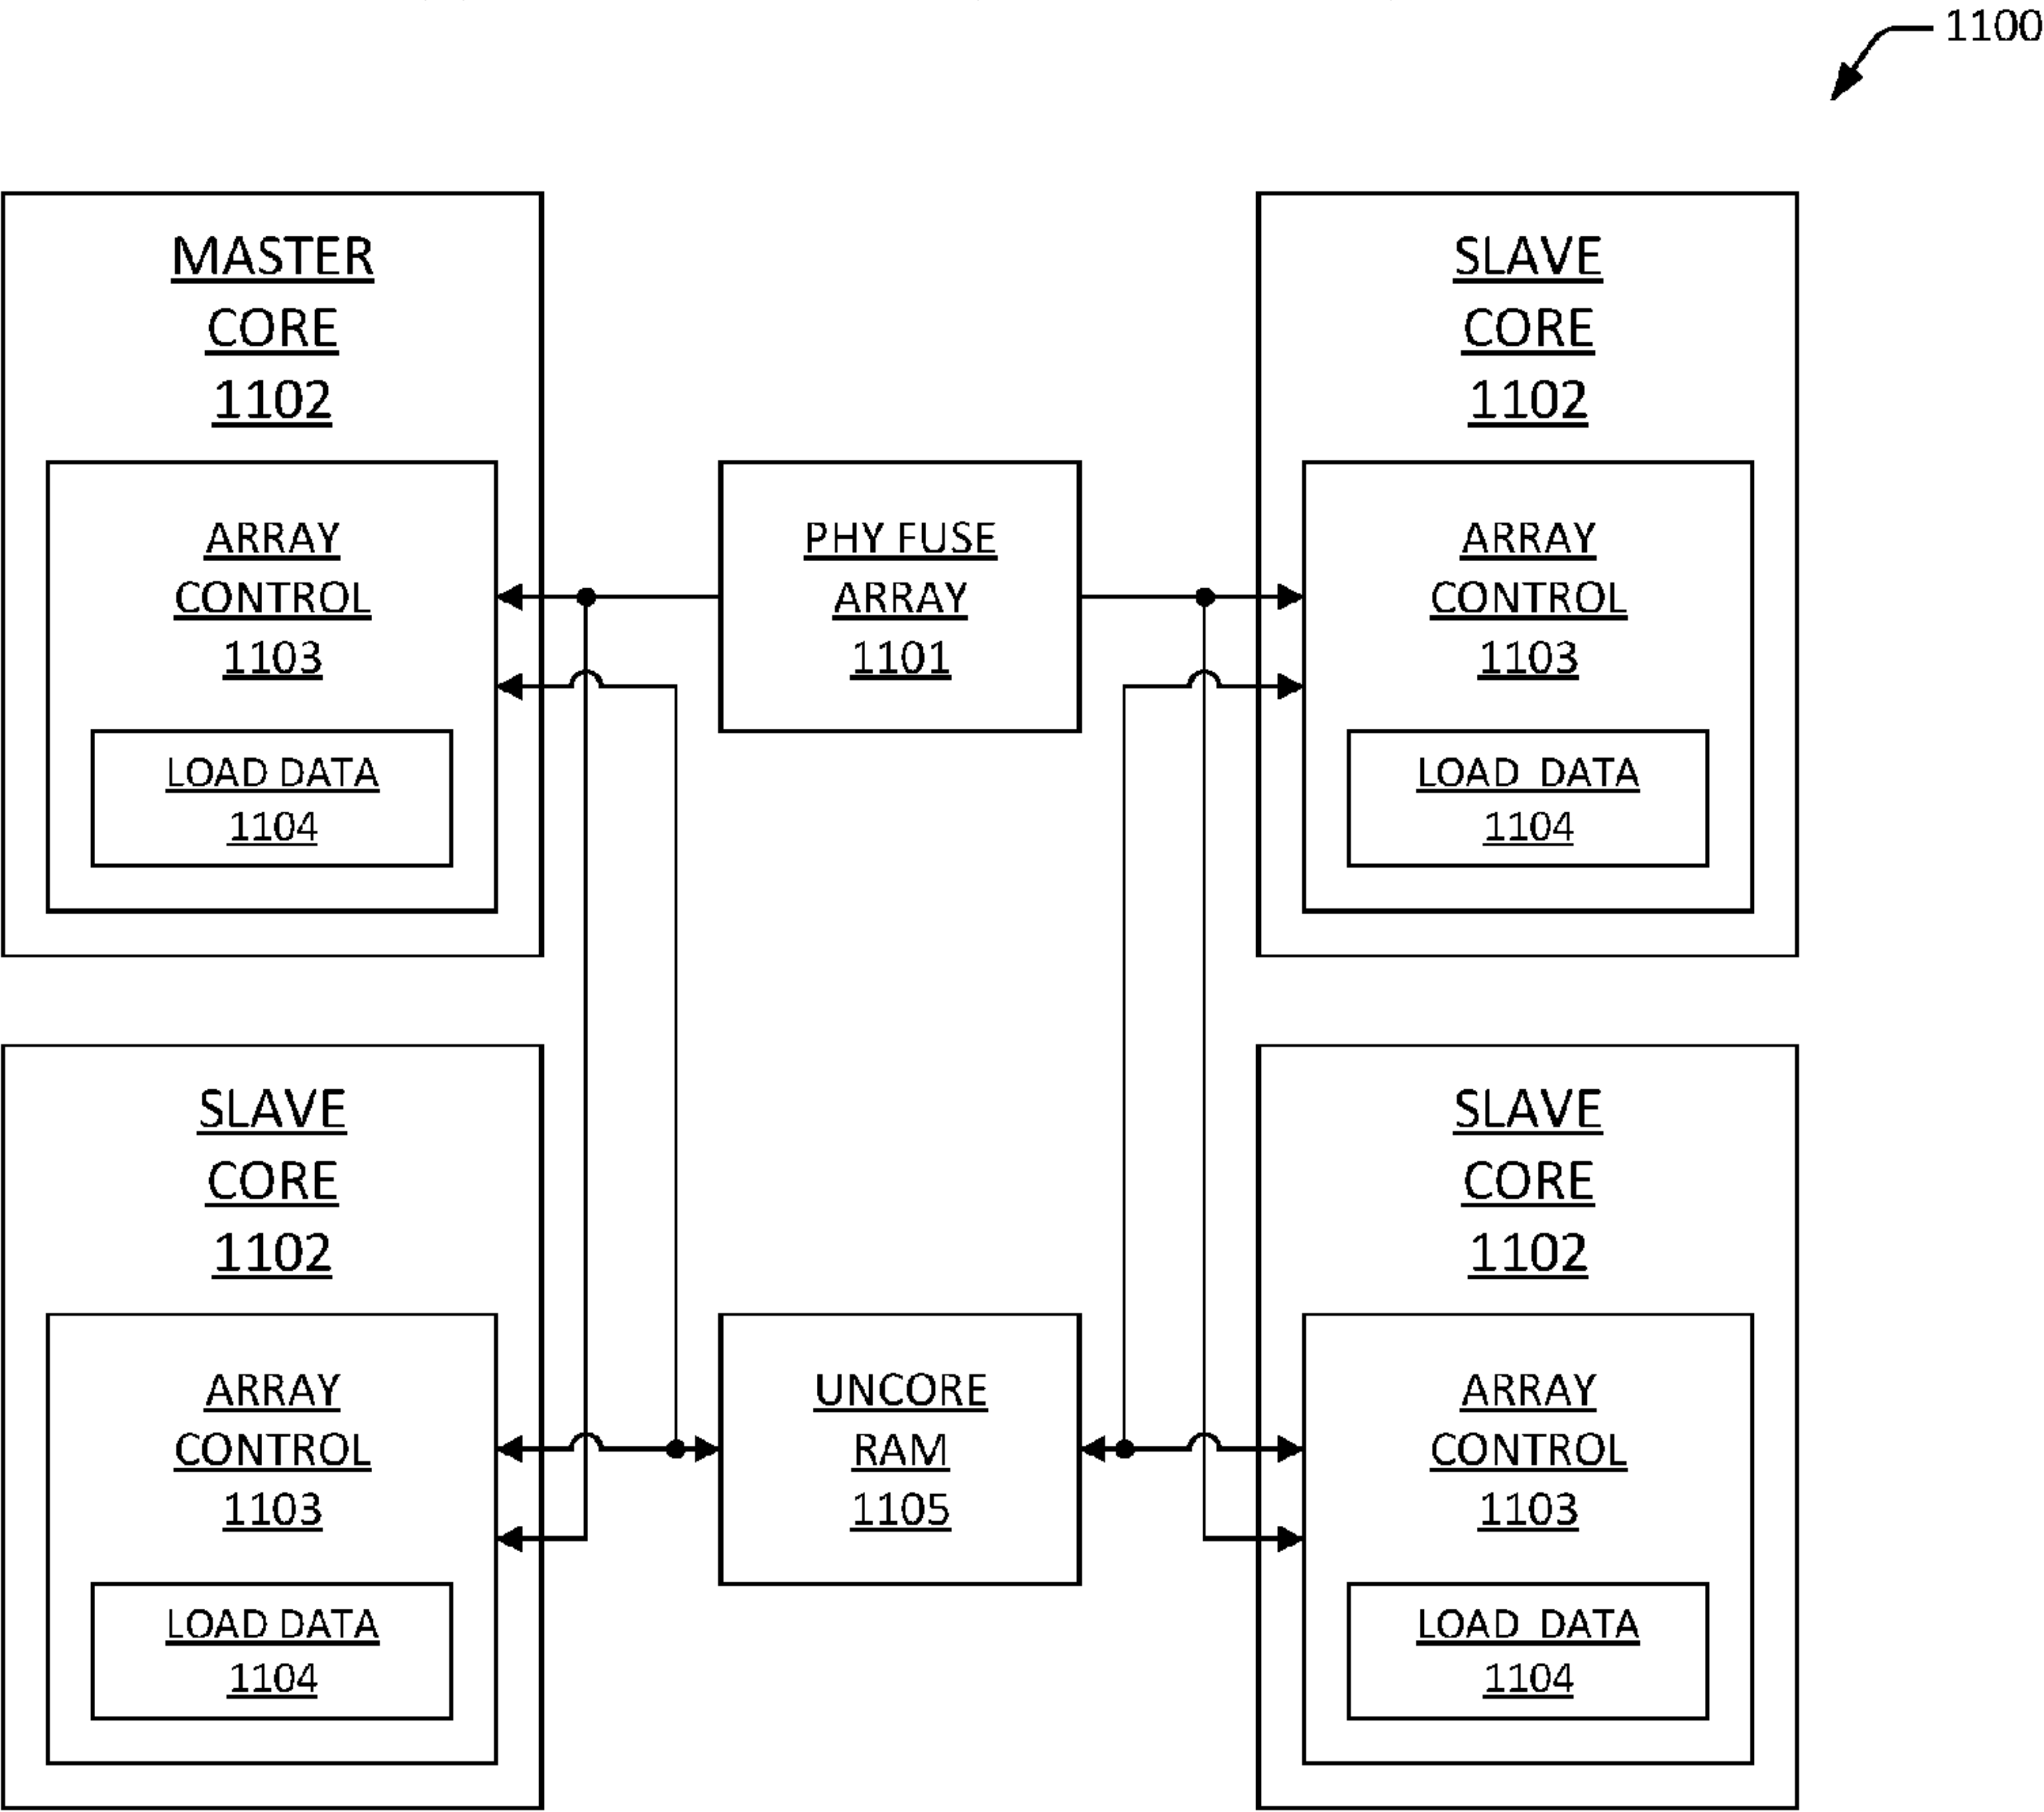 1100
MASTER
CORE
1102
ARRAY
CONTROL
1103
LOAD DATA
1104
PHY FUSE
ARRAY
1101
SLAVE
CORE
1102
ARRAY
CONTROL
1103
LOAD DATA
1104
SLAVE
CORE
1102
ARRAY
CONTROL
1103
LOAD DATA
1104
UNCORE
RAM
1105
SLAVE
CORE
1102
ARRAY
CONTROL
1103
LOAD DATA
1104